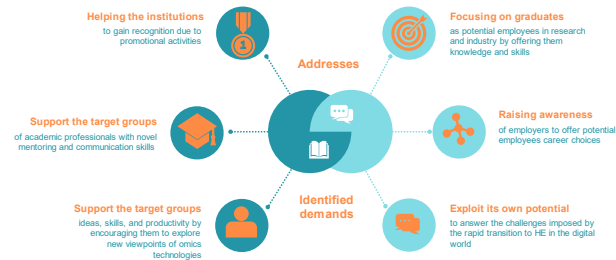 Helping the institutions
to gain recognition due to
promotional activities
Focusing on graduates
as potential employees in research
and industry by offering them
knowledge and skills
Addresses
1
Support the target groups
of academic professionals with novel
mentoring and communication skills
Raising awareness
of employers to offer potential
employees career choices
Identified
demands
Support the target groups
ideas, skills, and productivity by
encouraging them to explore
new viewpoints of omics
technologies
Exploit its own potential
to answer the challenges imposed by
the rapid transition to HE in the digital
world